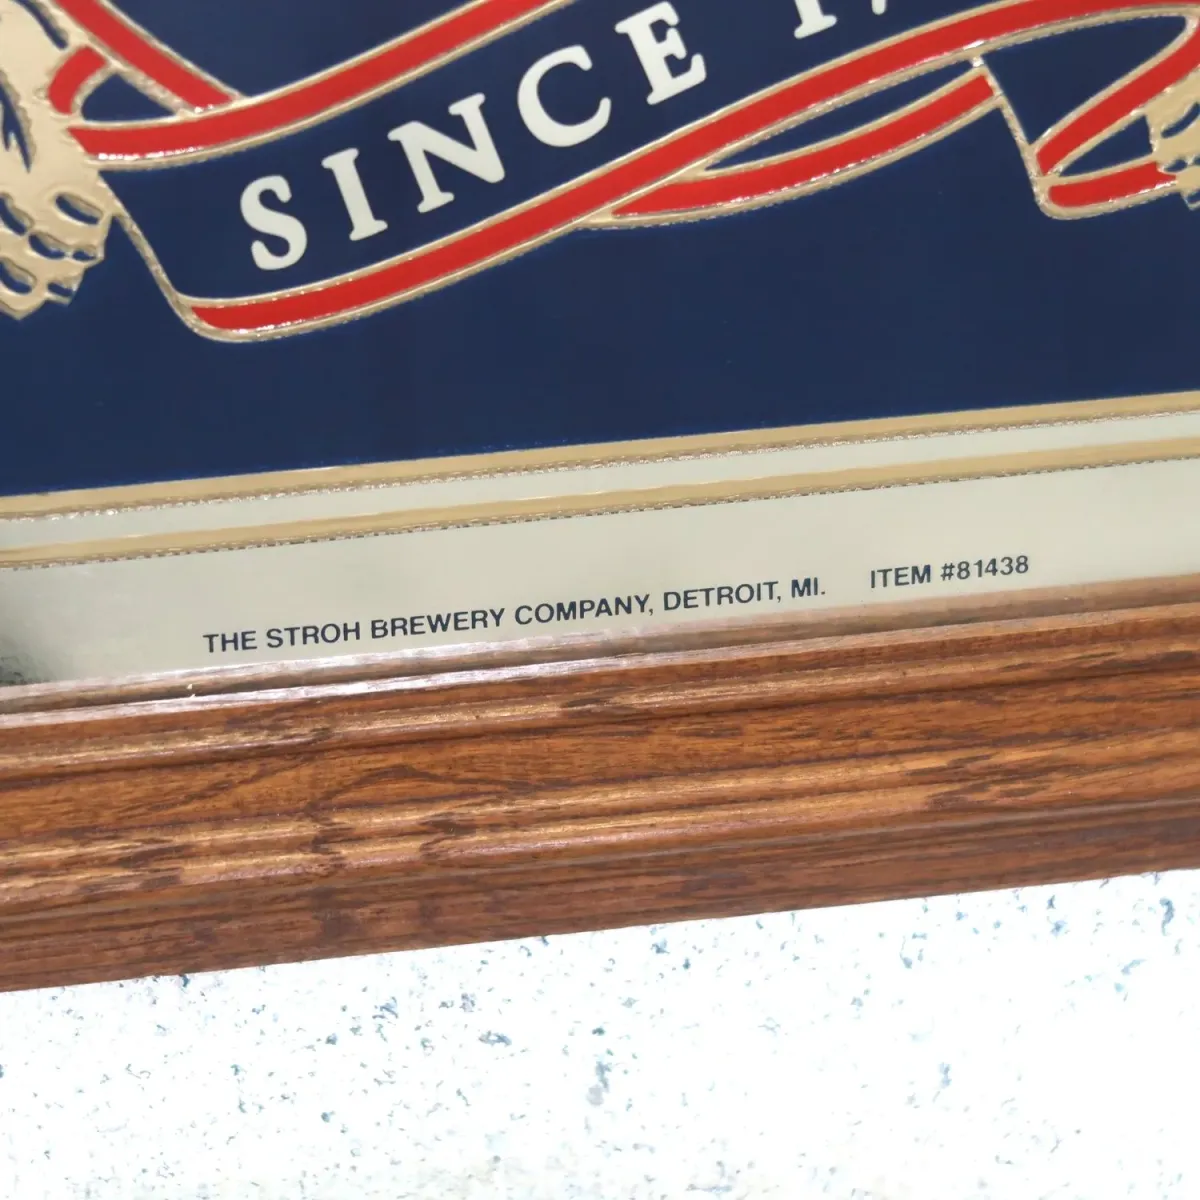 SINCE
THE STROH BREWERY COMPANY, DETROIT, MI. ITEM #81438